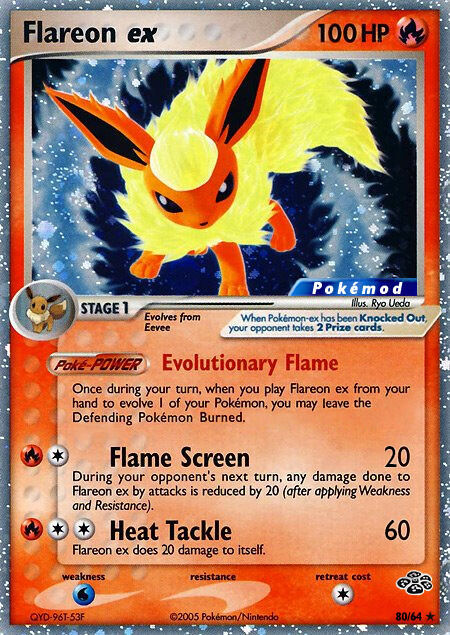 Flareon ex 100 HP
Pokémod
Illus. Ryo Ueda
STAGE 1
Evolves from
Eevee
When Pokémon-ex has been Knocked Out,
your opponent takes 2 Prize cards.
Poké-POWER Evolutionary Flame
Once during your turn, when you play Flareon ex from your
hand to evolve 1 of your Pokémon, you may leave the
Defending Pokémon Burned.
Flame Screen 20
During your opponent's next turn, any damage done to
Flareon ex by attacks is reduced by 20 (after applying Weakness
and Resistance).
Heat Tackle 60
Flareon ex does 20 damage to itself.
weakness resistance retreat cost
QYD-96T-53F ©2005 Pokémon/Nintendo 80/64 ★